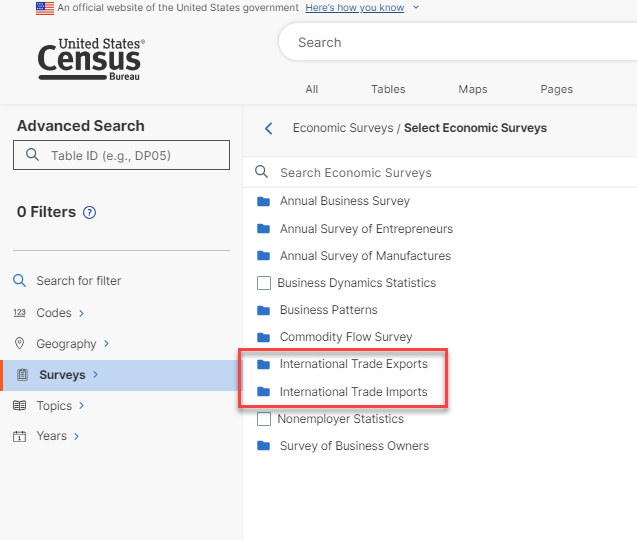 An official website of the United States government Here's how you know
United States®
Census
Bureau
Search
All Tables Maps Pages
Advanced Search
Table ID (e.g., DP05)
0 Filters ?
Search for filter
123 Codes
Geography
Surveys
Topics
1 Years
Economic Surveys / Select Economic Surveys
Search Economic Surveys
Annual Business Survey
Annual Survey of Entrepreneurs
Annual Survey of Manufactures
Business Dynamics Statistics
Business Patterns
Commodity Flow Survey
International Trade Exports
International Trade Imports
Nonemployer Statistics
Survey of Business Owners